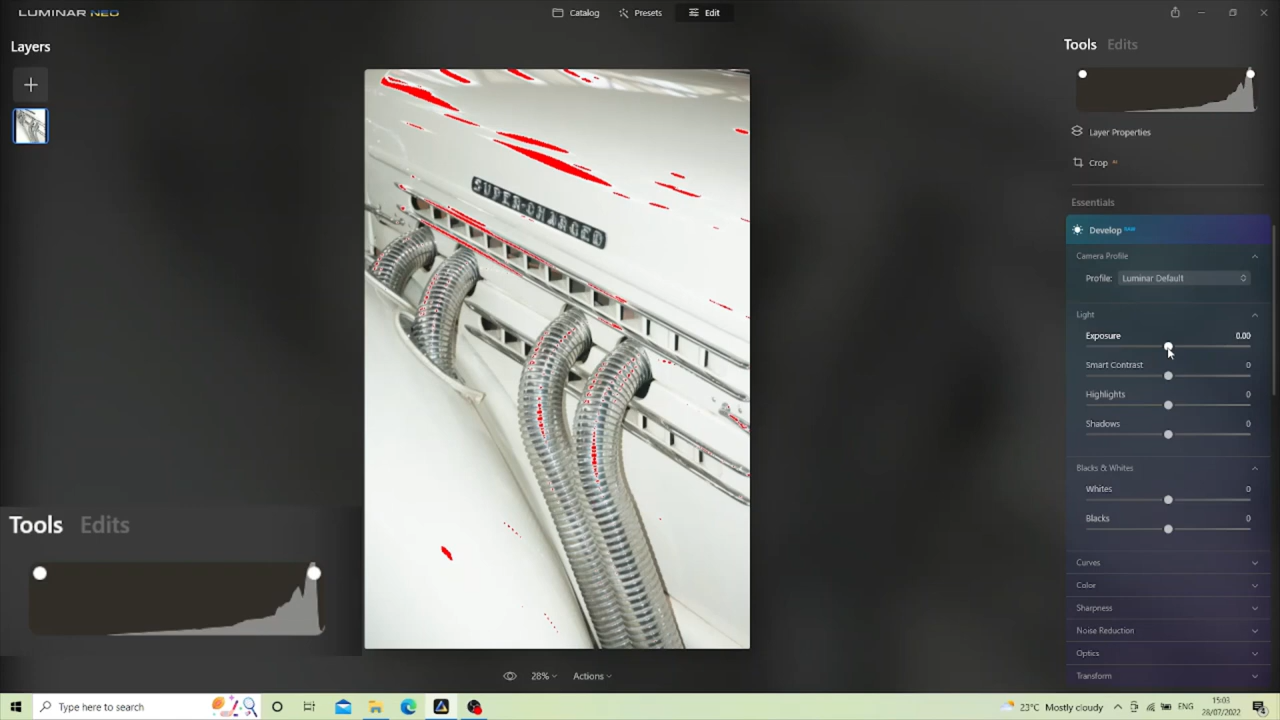 LUMINAR NEO
Catalog
Presets
Edit
Layers
Tools Edits
Layer Properties
Crop AI
Essentials
Develop RAW
Camera Profile
Profile: Luminar Default
Light
Exposure 0.00
Smart Contrast 0
Highlights 0
Shadows 0
Blacks & Whites
Whites 0
Blacks 0
Curves
Color
Sharpness
Noise Reduction
Optics
Transform
SUPER-CHARGED
Tools Edits
28%
Actions
Type here to search
23°C Mostly cloudy
ENG
15:03
28/07/2022
4